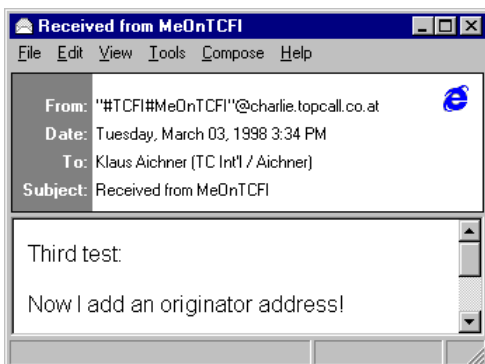 Received from MeOnTCFI
File Edit View Tools Compose Help
From: "#TCFI#MeOnTCFI"@charlie.topcall.co.at
Date: Tuesday, March 03, 1998 3:34 PM
To: Klaus Aichner (TC Int'l / Aichner)
Subject: Received from MeOnTCFI
Third test:
Now I add an originator address!